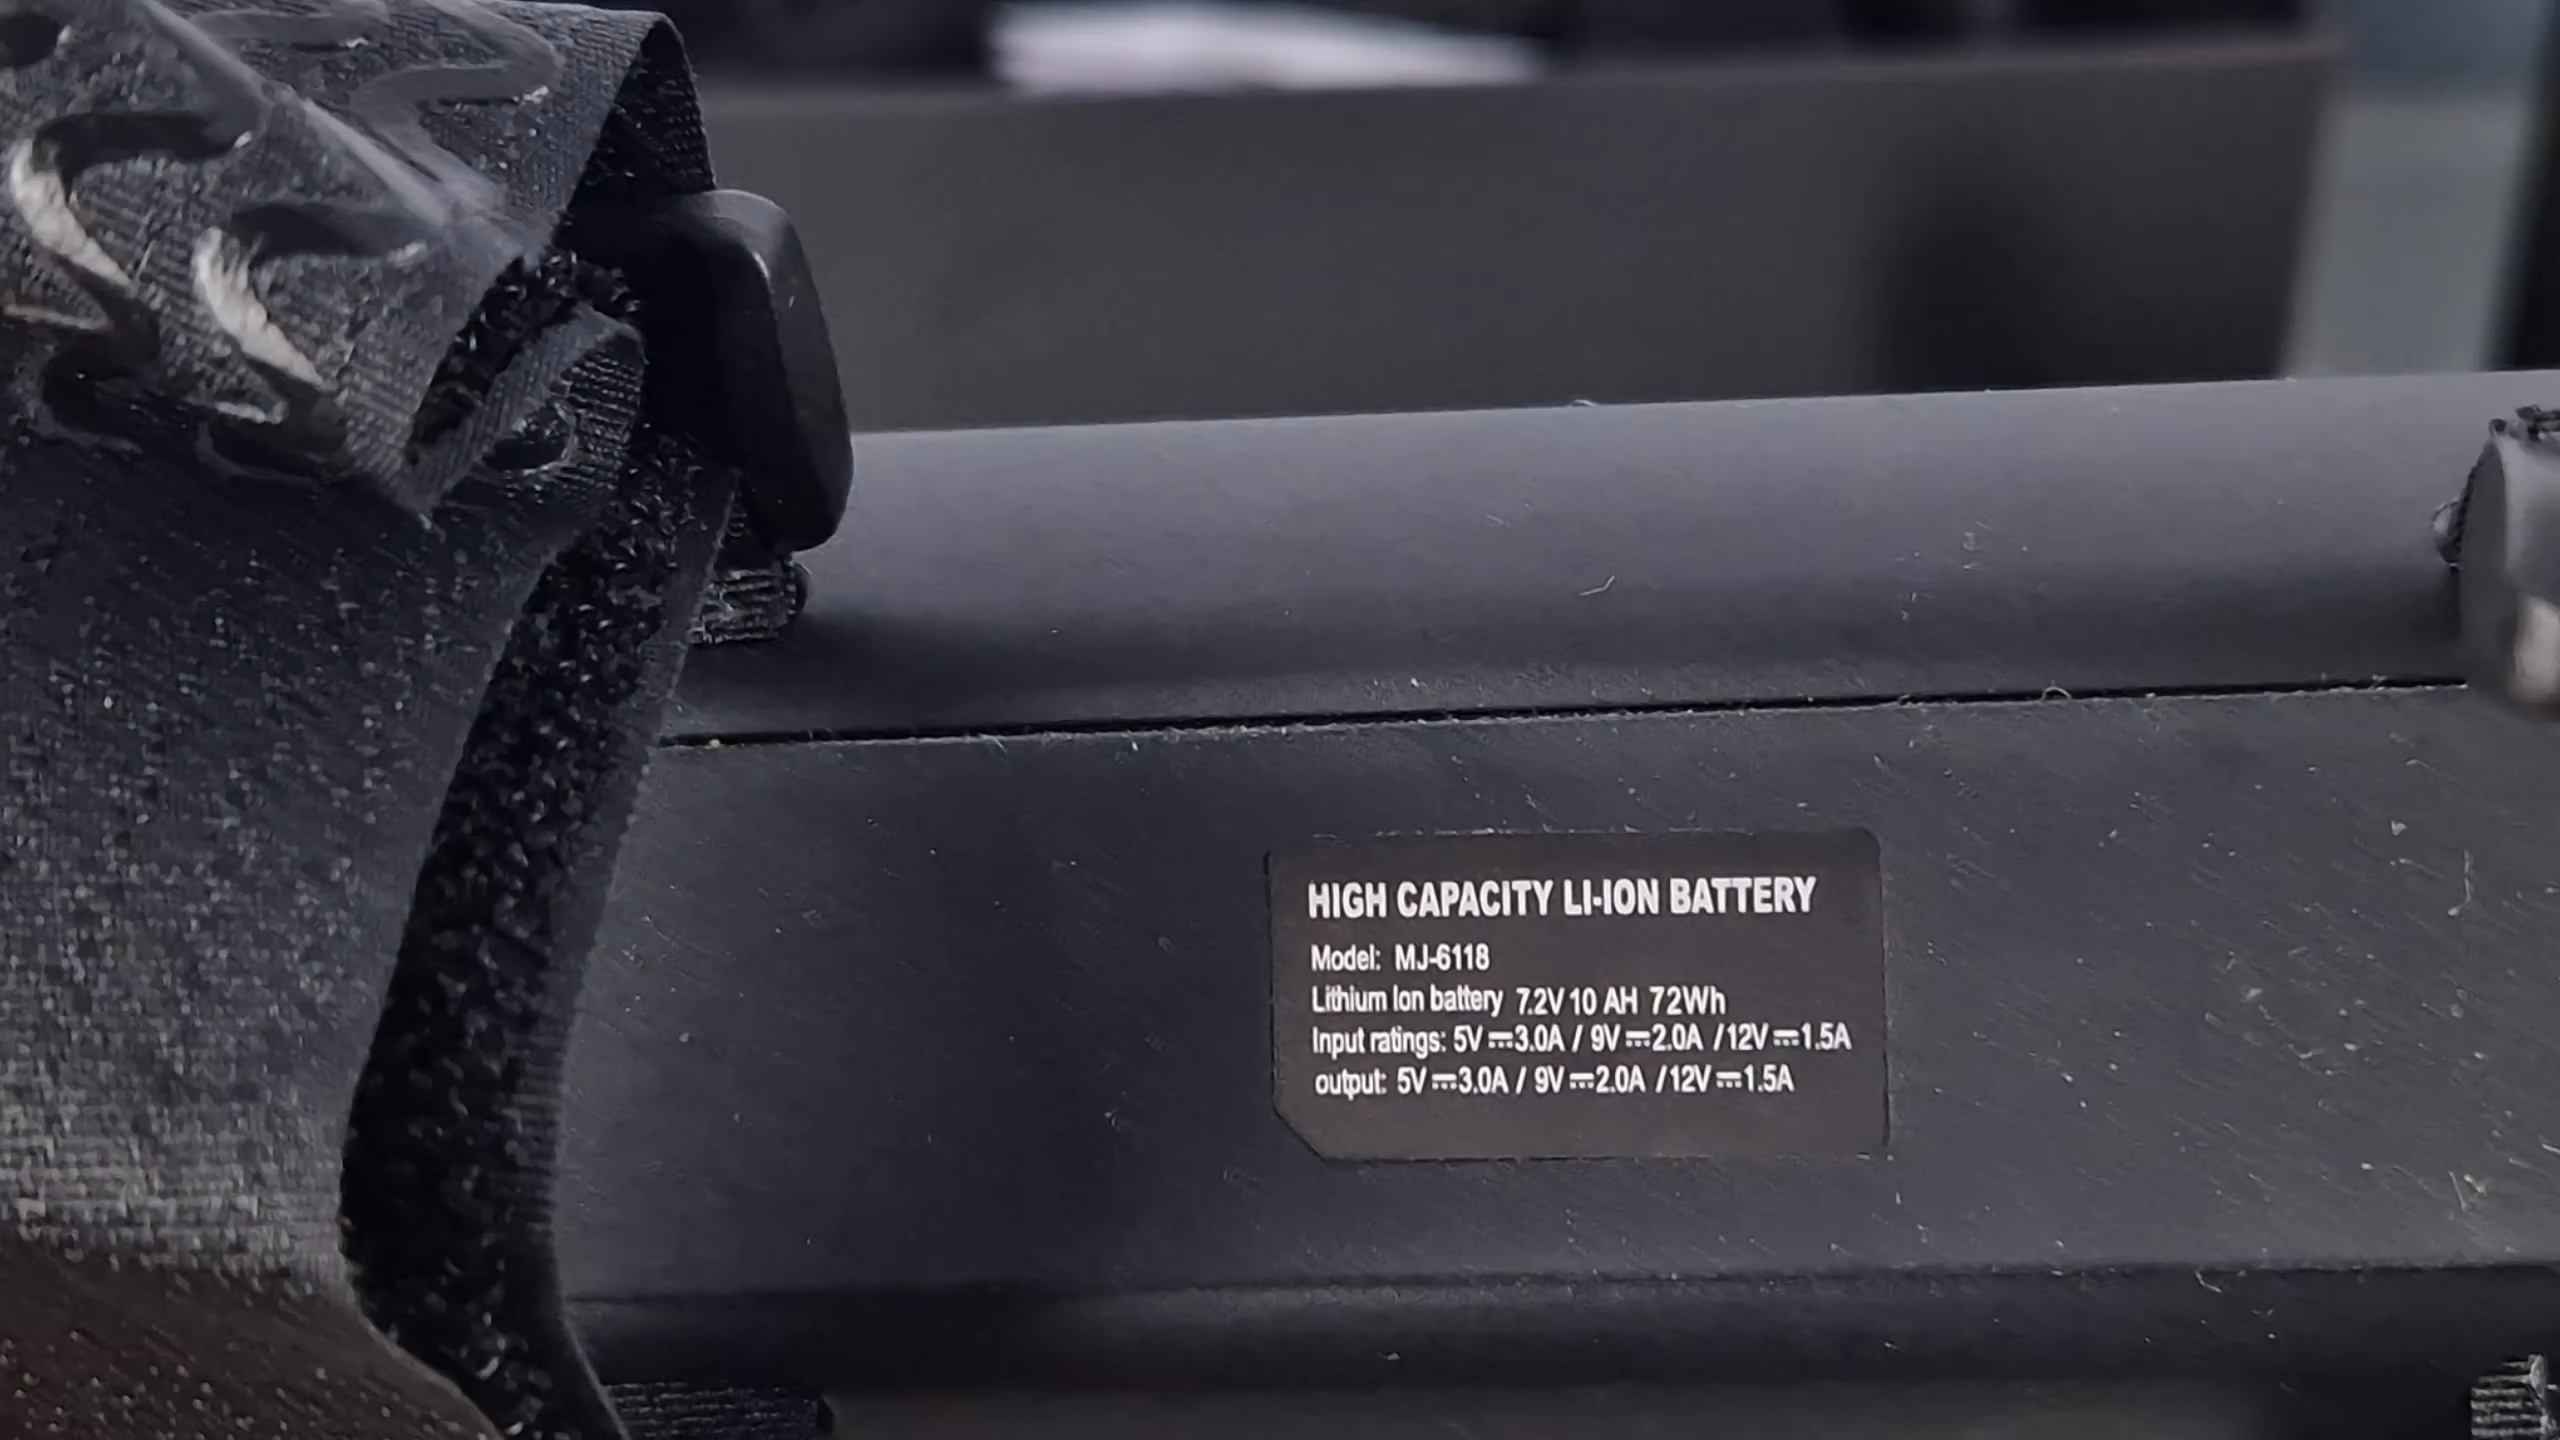 HIGH CAPACITY LI-ION BATTERY
Model: MJ-6118
Lithium Ion battery 7.2V 10 AH 72Wh
Input ratings: 5V⎓3.0A / 9V⎓2.0A /12V⎓1.5A
output: 5V⎓3.0A / 9V⎓2.0A /12V⎓1.5A